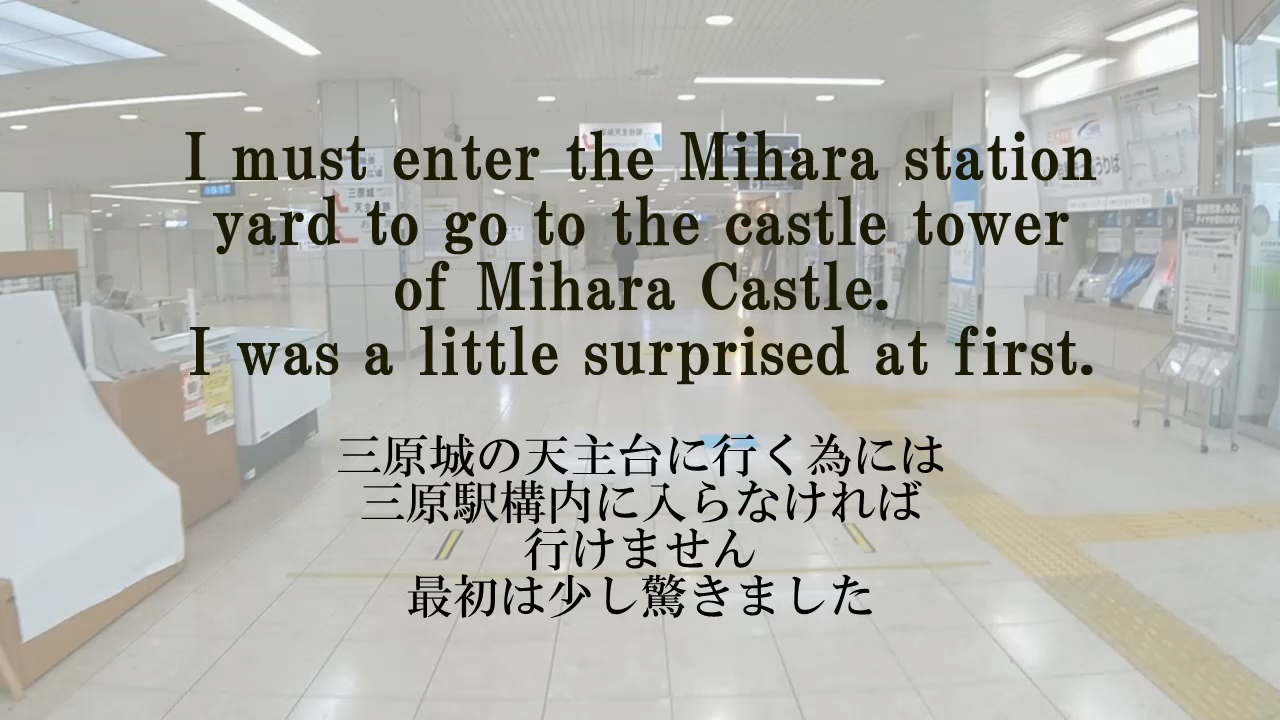 I must enter the Mihara station
yard to go to the castle tower
of Mihara Castle.
I was a little surprised at first.
三原城の天主台に行く為には
三原駅構内に入らなければ
行けません
最初は少し驚きました